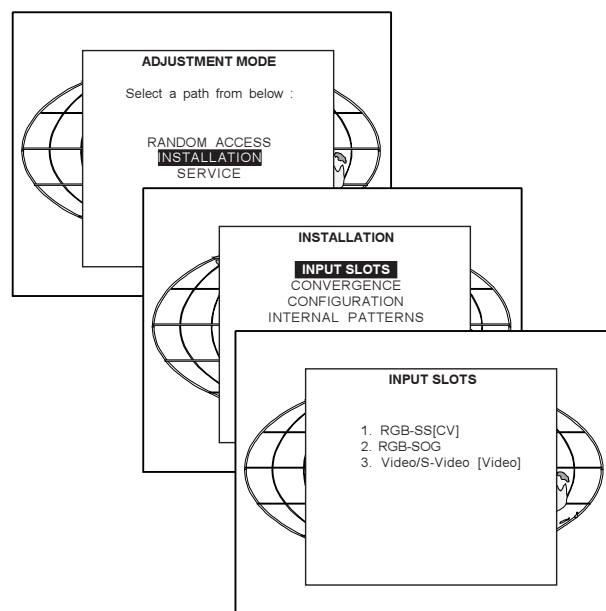 ADJUSTMENT MODE
Select a path from below :
RANDOM ACCESS
INSTALLATION
SERVICE
INSTALLATION
INPUT SLOTS
CONVERGENCE
CONFIGURATION
INTERNAL PATTERNS
INPUT SLOTS
1. RGB-SS[CV]
2. RGB-SOG
3. Video/S-Video [Video]